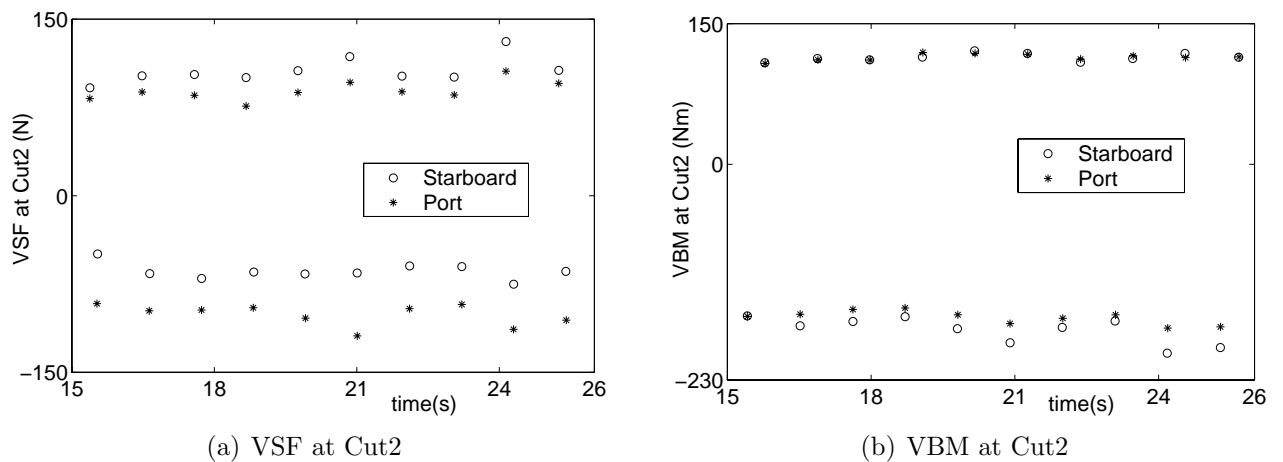 150
0
−150
VSF at Cut2 (N)
Starboard
Port
15 18 21 24 26
time(s)
(a) VSF at Cut2
150
0
−230
VBM at Cut2 (Nm)
Starboard
Port
15 18 21 24 26
time(s)
(b) VBM at Cut2